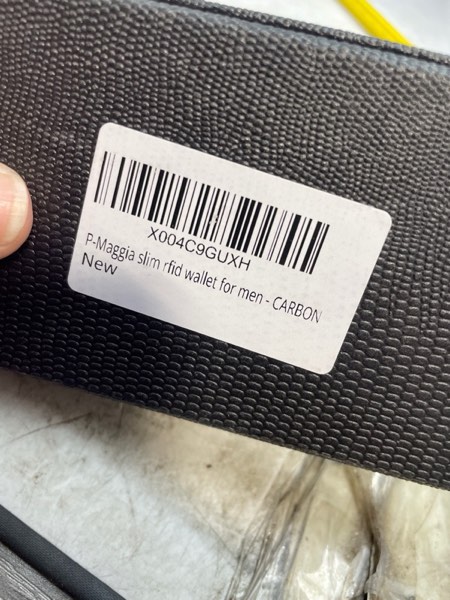 X004C9GUXH
P-Maggia slim rfid wallet for men - CARBON
New